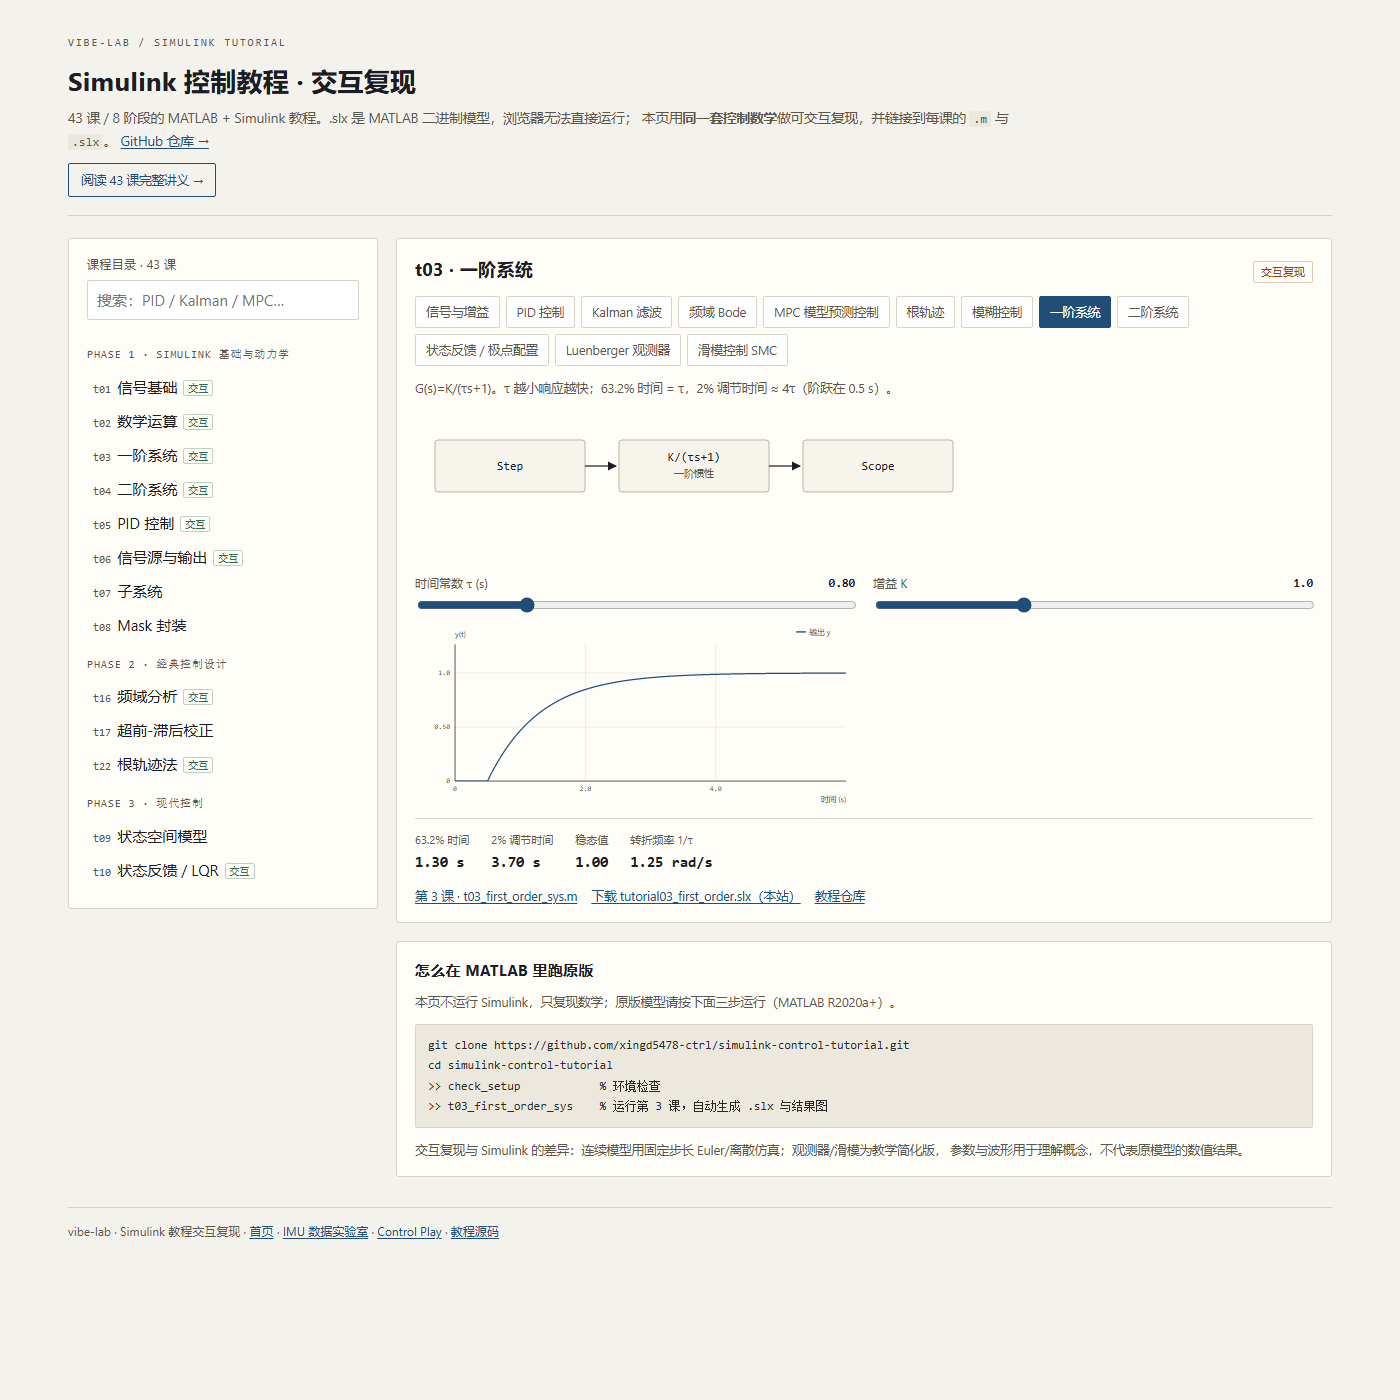 VIBE-LAB / SIMULINK TUTORIAL
Simulink 控制教程 · 交互复现
43 课 / 8 阶段的 MATLAB + Simulink 教程。.slx 是 MATLAB 二进制模型，浏览器无法直接运行； 本页用同一套控制数学做可交互复现，并链接到每课的 .m 与
.slx。 GitHub 仓库 →
阅读 43 课完整讲义 →
课程目录 · 43 课
搜索：PID / Kalman / MPC…
PHASE 1 · SIMULINK 基础与动力学
t01 信号基础 交互
t02 数学运算 交互
t03 一阶系统 交互
t04 二阶系统 交互
t05 PID 控制 交互
t06 信号源与输出 交互
t07 子系统
t08 Mask 封装
PHASE 2 · 经典控制设计
t16 频域分析 交互
t17 超前-滞后校正
t22 根轨迹法 交互
PHASE 3 · 现代控制
t09 状态空间模型
t10 状态反馈 / LQR 交互
t03 · 一阶系统
交互复现
信号与增益 PID 控制 Kalman 滤波 频域 Bode MPC 模型预测控制 根轨迹 模糊控制 一阶系统 二阶系统
状态反馈 / 极点配置 Luenberger 观测器 滑模控制 SMC
G(s)=K/(τs+1)。τ 越小响应越快；63.2% 时间 = τ，2% 调节时间 ≈ 4τ（阶跃在 0.5 s）。
Step
K/(τs+1)
一阶惯性
Scope
时间常数 τ (s) 0.80 增益 K 1.0
y(t)
输出 y
1.0
0.50
0
0 2.0 4.0
时间 (s)
63.2% 时间 2% 调节时间 稳态值 转折频率 1/τ
1.30 s 3.70 s 1.00 1.25 rad/s
第 3 课 · t03_first_order_sys.m 下载 tutorial03_first_order.slx（本站） 教程仓库
怎么在 MATLAB 里跑原版
本页不运行 Simulink，只复现数学；原版模型请按下面三步运行（MATLAB R2020a+）。
git clone https://github.com/xingd5478-ctrl/simulink-control-tutorial.git
cd simulink-control-tutorial
>> check_setup % 环境检查
>> t03_first_order_sys % 运行第 3 课，自动生成 .slx 与结果图
交互复现与 Simulink 的差异：连续模型用固定步长 Euler/离散仿真；观测器/滑模为教学简化版， 参数与波形用于理解概念，不代表原模型的数值结果。
vibe-lab · Simulink 教程交互复现 · 首页 · IMU 数据实验室 · Control Play · 教程源码